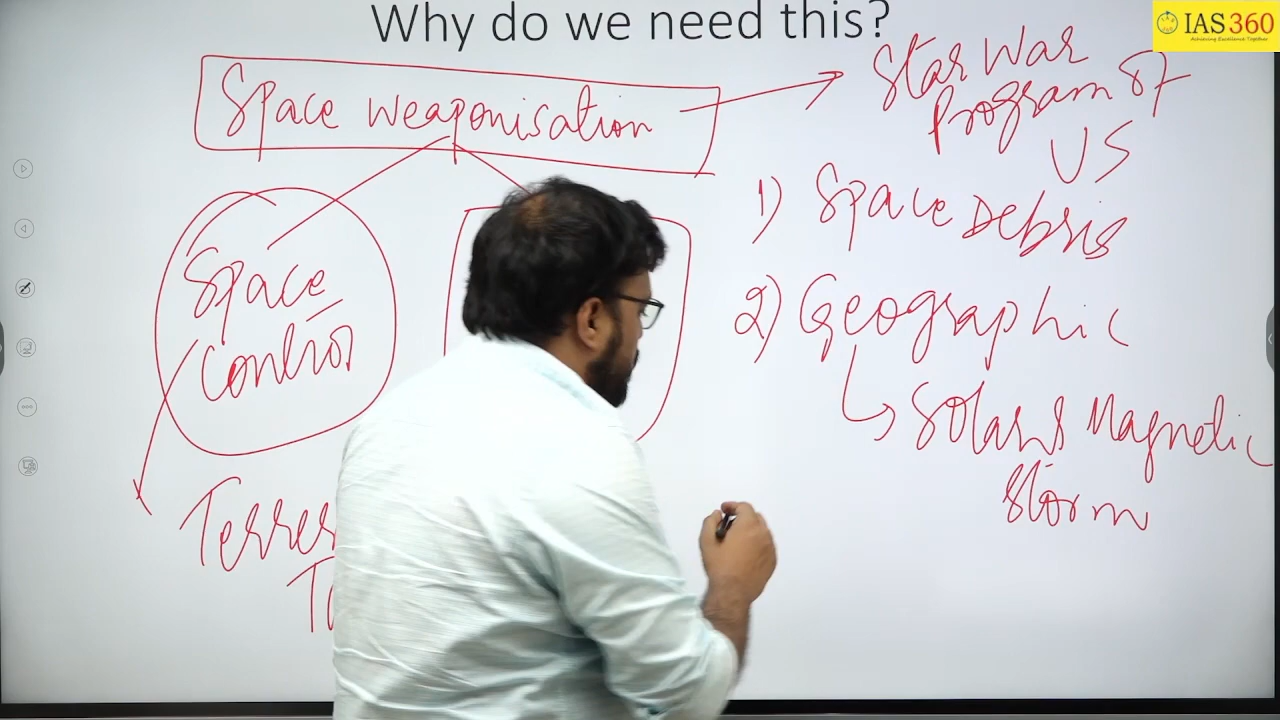 Why do we need this?
IAS360
Achieving Excellence Together
Space weaponisation
Star War
Program of
US
Space
Control
1) Space Debris
2) Geographic
Solar & Magnetic
Storm